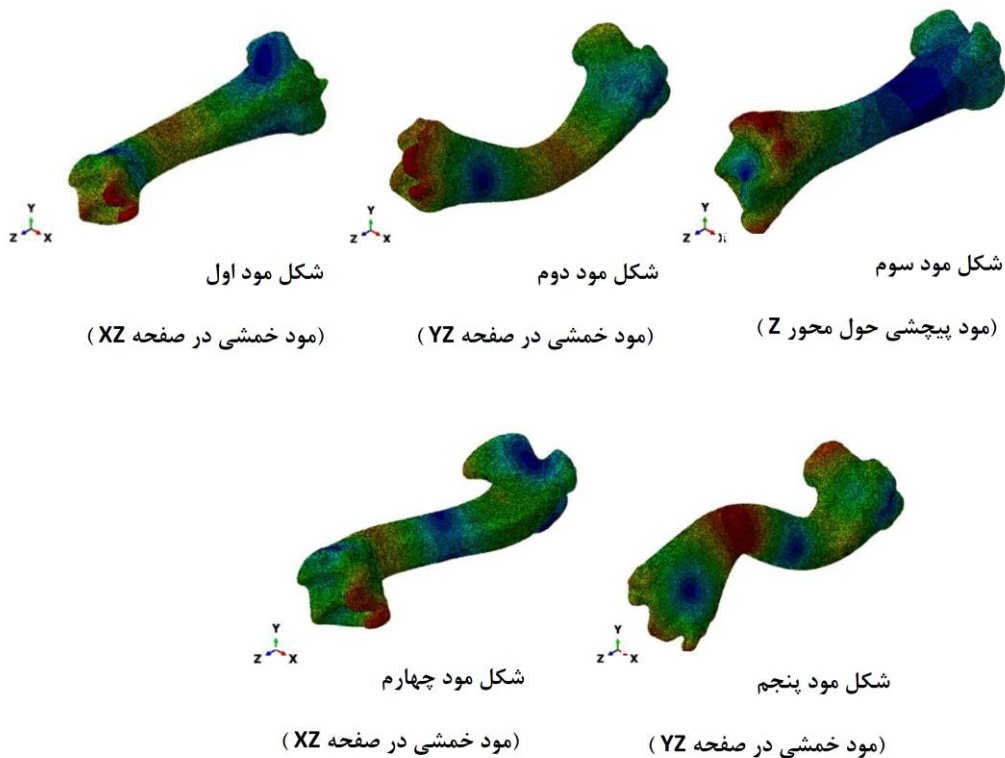 Y
Z X
Y
Z X
Y
Z
شکل مود اول
شکل مود دوم
شکل مود سوم
(مود خمشی در صفحه XZ )
(مود خمشی در صفحه YZ )
(مود پیچشی حول محور Z )
Y
Z X
Y
Z X
شکل مود چهارم
شکل مود پنجم
(مود خمشی در صفحه XZ )
(مود خمشی در صفحه YZ )